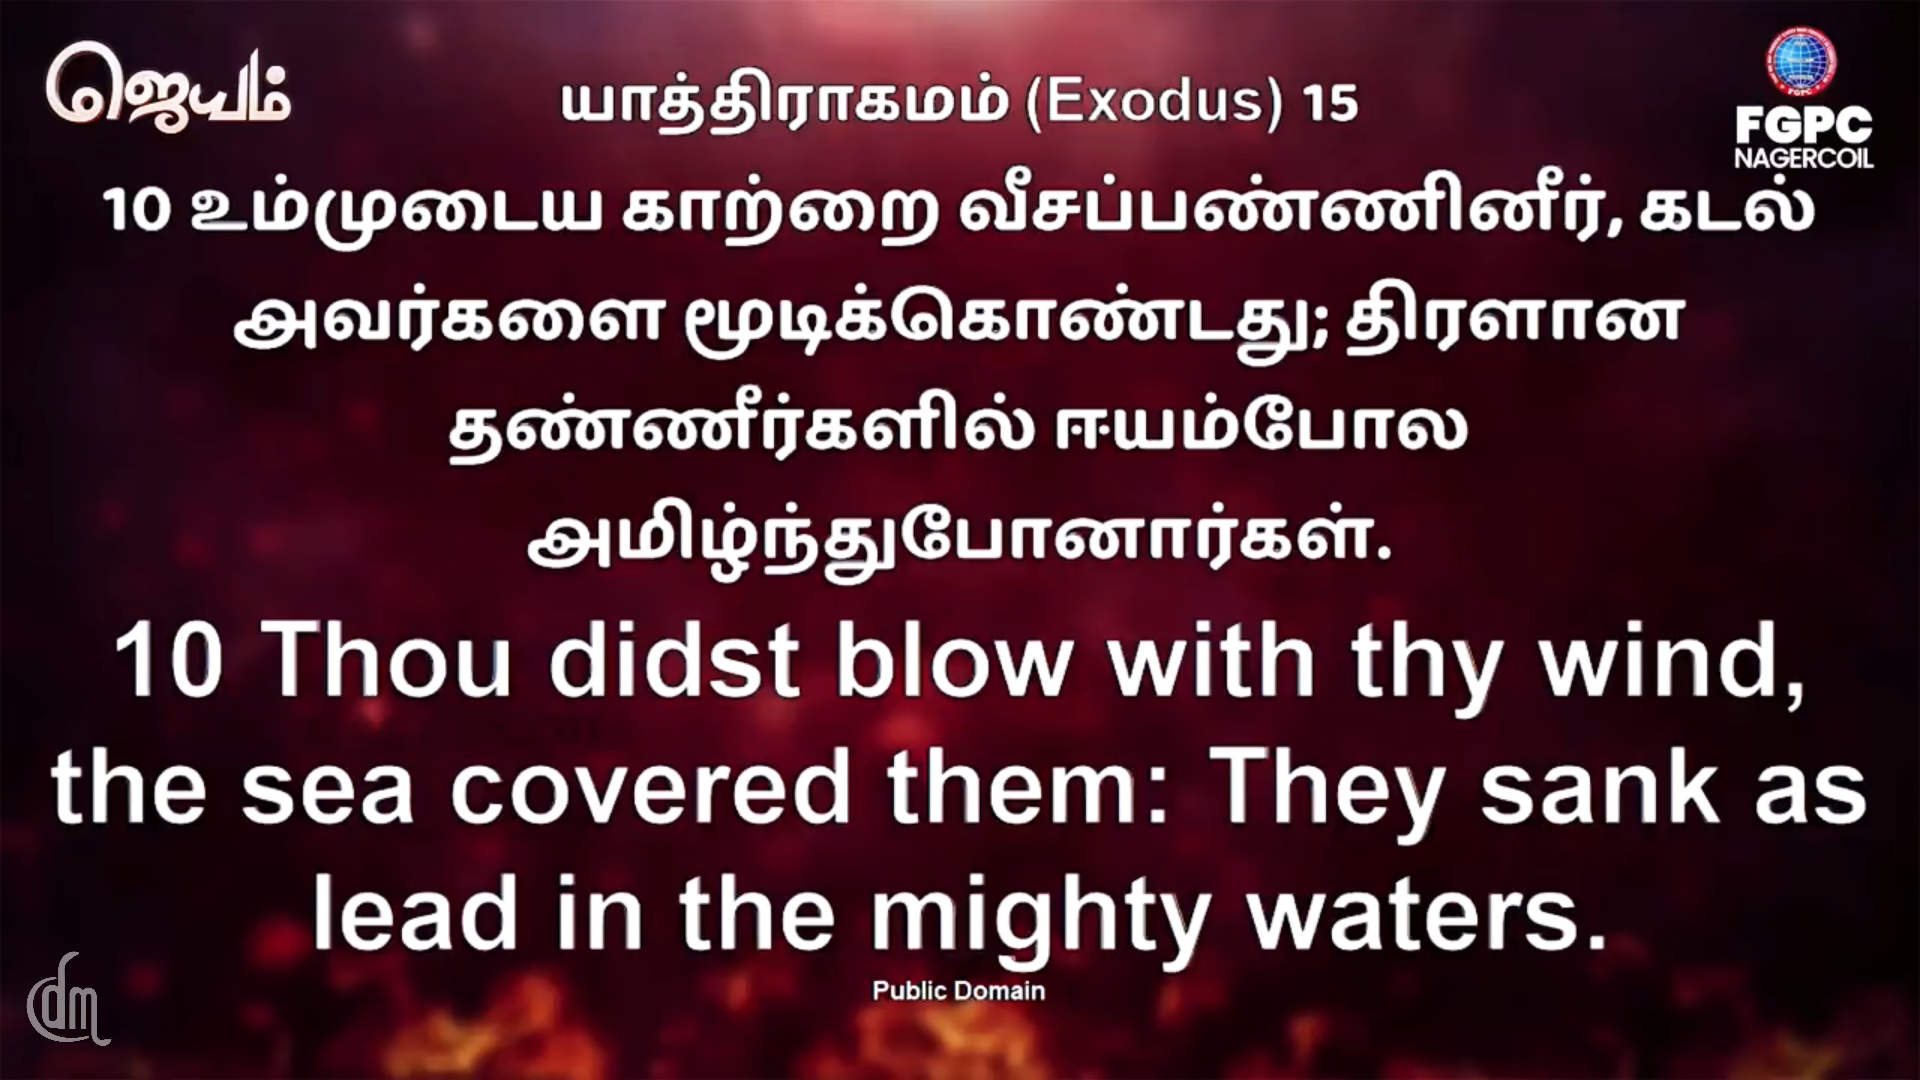 ஜெயம்
யாத்திராகமம் (Exodus) 15
FGPC
NAGERCOIL
10 உம்முடைய காற்றை வீசப்பண்ணினீர், கடல்
அவர்களை மூடிக்கொண்டது; திரளான
தண்ணீர்களில் ஈயம்போல
அமிழ்ந்துபோனார்கள்.
10 Thou didst blow with thy wind,
the sea covered them: They sank as
lead in the mighty waters.
Public Domain
dm